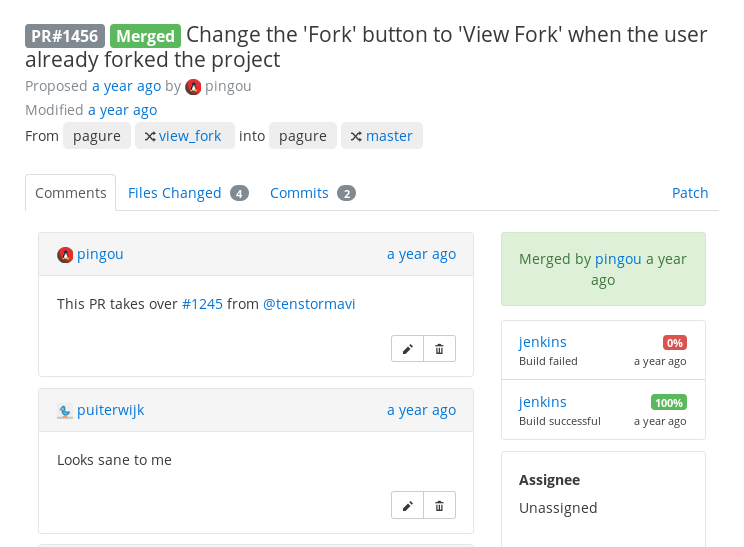 PR#1456 Merged Change the 'Fork' button to 'View Fork' when the user
already forked the project
Proposed a year ago by pingou
Modified a year ago
From pagure view_fork into pagure master
Comments Files Changed 4 Commits 2 Patch
pingou a year ago
This PR takes over #1245 from @tenstormavi
puiterwijk a year ago
Looks sane to me
Merged by pingou a year
ago
jenkins 0%
Build failed a year ago
jenkins 100%
Build successful a year ago
Assignee
Unassigned